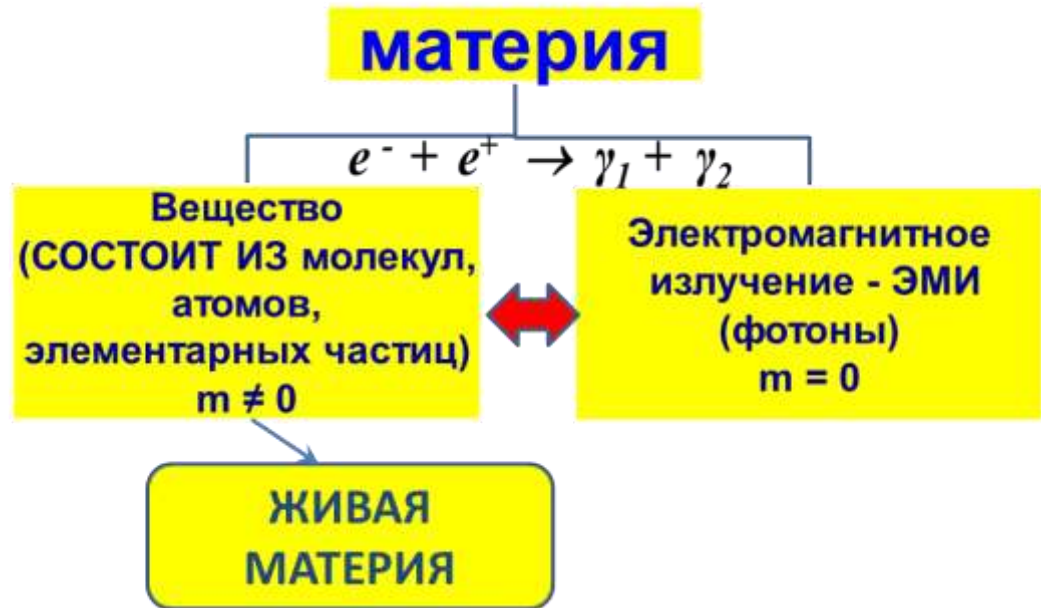 материя
e⁻ + e⁺ → γ₁ + γ₂
Вещество
(СОСТОИТ ИЗ молекул,
атомов,
элементарных частиц)
m ≠ 0
Электромагнитное
излучение - ЭМИ
(фотоны)
m = 0
ЖИВАЯ
МАТЕРИЯ